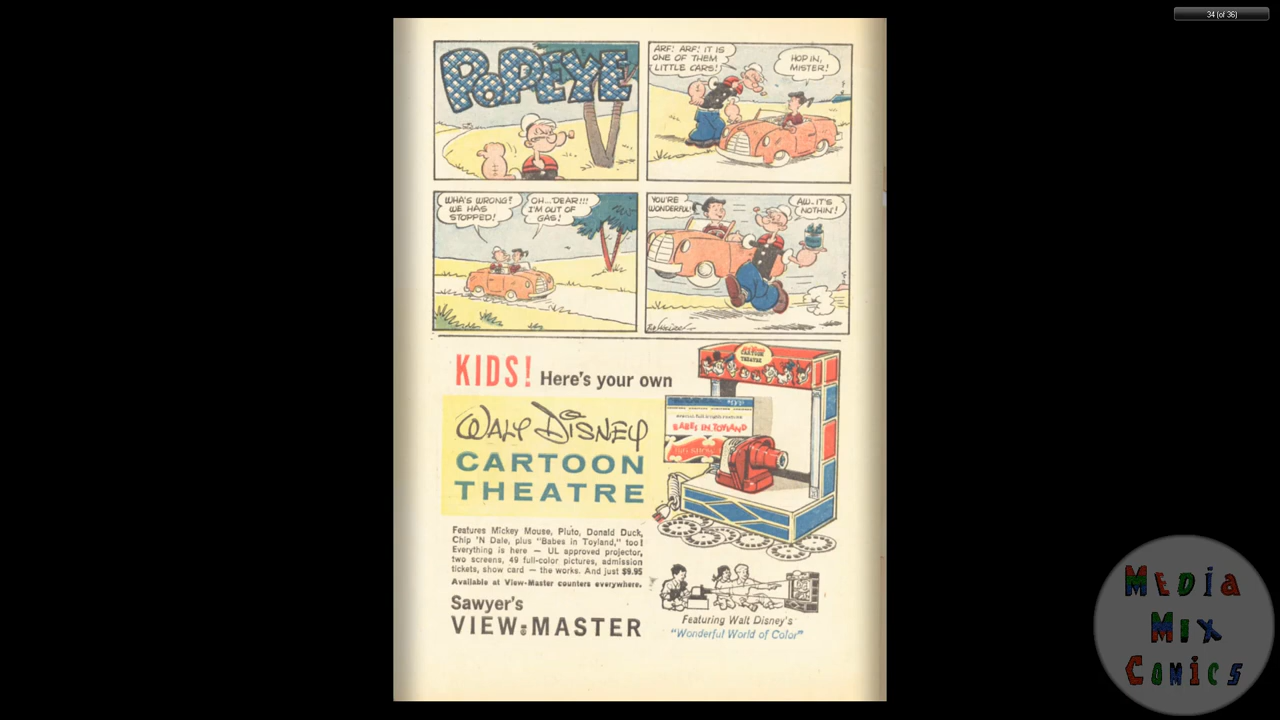 34 (of 36)
POPEYE
ARF! ARF! IT IS
ONE OF THEM
LITTLE CARS!
HOP IN,
MISTER!
WHA'S WRONG?
WE HAS
STOPPED!
OH...DEAR!!!
I'M OUT OF
GAS!
YOU'RE
WONDERFUL!
AW, IT'S
NOTHIN'!
KIDS! Here's your own
WALT DISNEY
CARTOON
THEATRE
CARTOON
THEATRE
BABES IN TOYLAND
Features Mickey Mouse, Pluto, Donald Duck,
Chip 'N Dale, plus "Babes in Toyland," too!
Everything is here — UL approved projector,
two screens, 49 full-color pictures, admission
tickets, show card — the works. And just $9.95
Available at View-Master counters everywhere.
Sawyer's
VIEW-MASTER
Featuring Walt Disney's
"Wonderful World of Color"
MEDiA
MiX
COMiCS